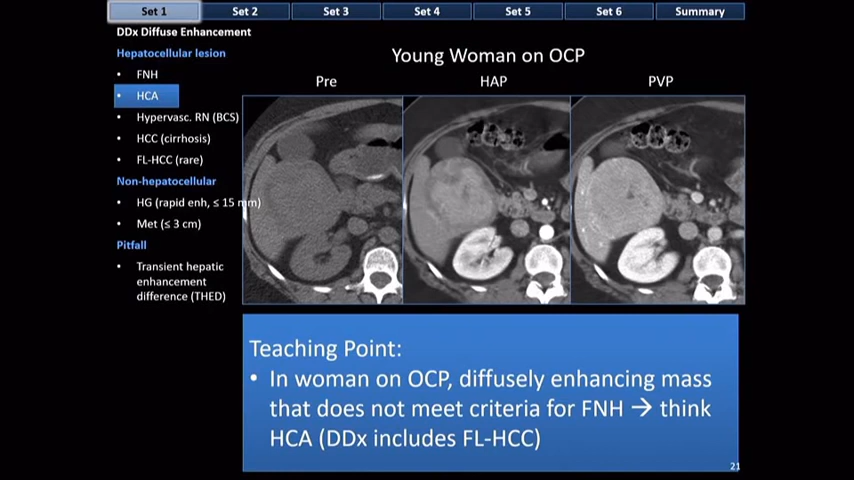 Set 1
Set 2
Set 3
Set 4
Set 5
Set 6
Summary
DDx Diffuse Enhancement
Hepatocellular lesion
• FNH
• HCA
• Hypervasc. RN (BCS)
• HCC (cirrhosis)
• FL-HCC (rare)
Non-hepatocellular
• HG (rapid enh, ≤ 15 mm)
• Met (≤ 3 cm)
Pitfall
• Transient hepatic
enhancement
difference (THED)
Young Woman on OCP
Pre
HAP
PVP
Teaching Point:
• In woman on OCP, diffusely enhancing mass
that does not meet criteria for FNH → think
HCA (DDx includes FL-HCC)
21